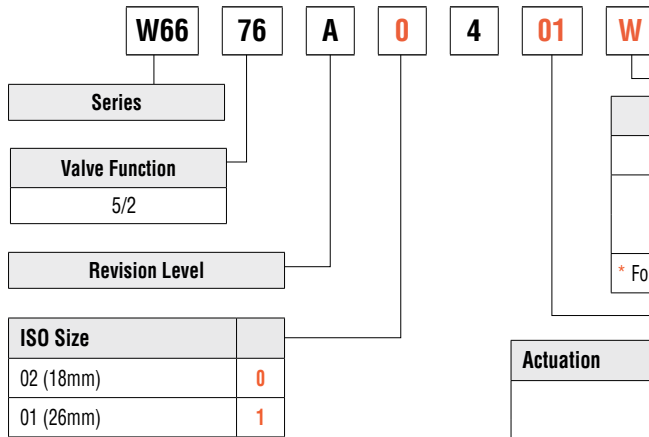 W66 76 A 0 4 01 W
Series
Valve Function
5/2
Revision Level
* Fo
ISO Size
02 (18mm) 0
01 (26mm) 1
Actuation